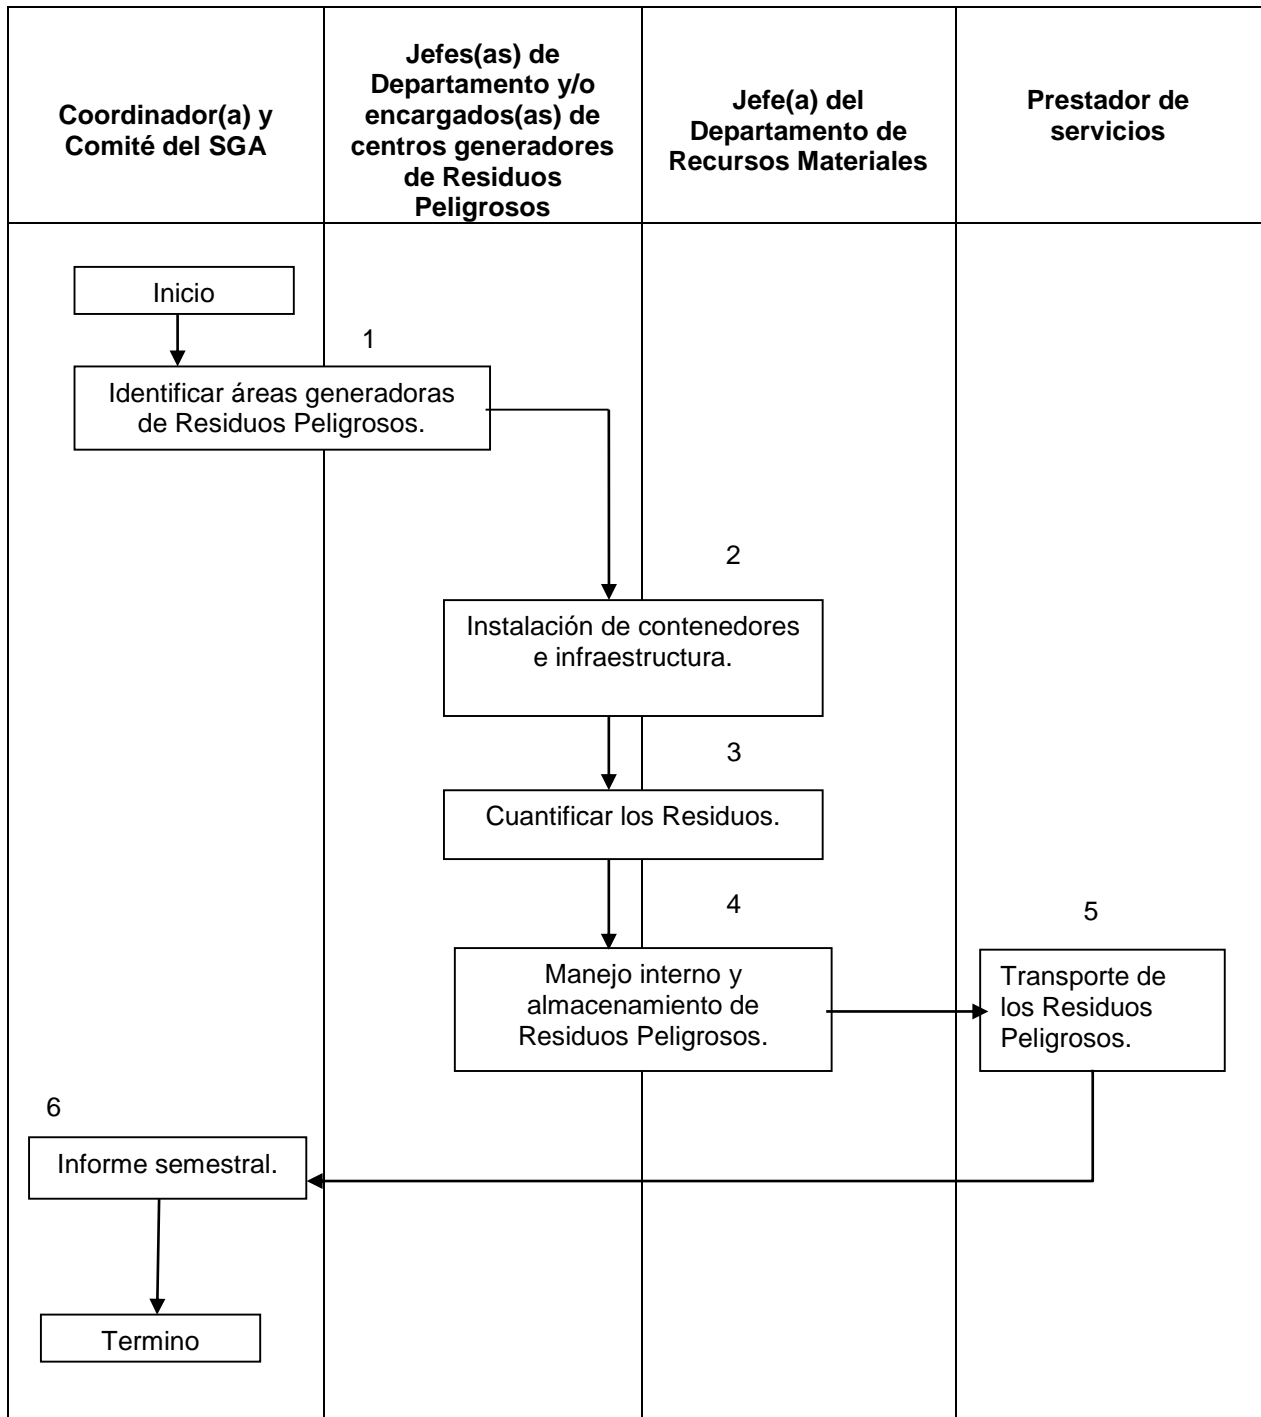 Coordinador(a) y
Comité del SGA
Jefes(as) de
Departamento y/o
encargados(as) de
centros generadores
de Residuos
Peligrosos
Jefe(a) del
Departamento de
Recursos Materiales
Prestador de
servicios
Inicio
1
Identificar áreas generadoras
de Residuos Peligrosos.
2
Instalación de contenedores
e infraestructura.
3
Cuantificar los Residuos.
4
Manejo interno y
almacenamiento de
Residuos Peligrosos.
5
Transporte de
los Residuos
Peligrosos.
6
Informe semestral.
Termino